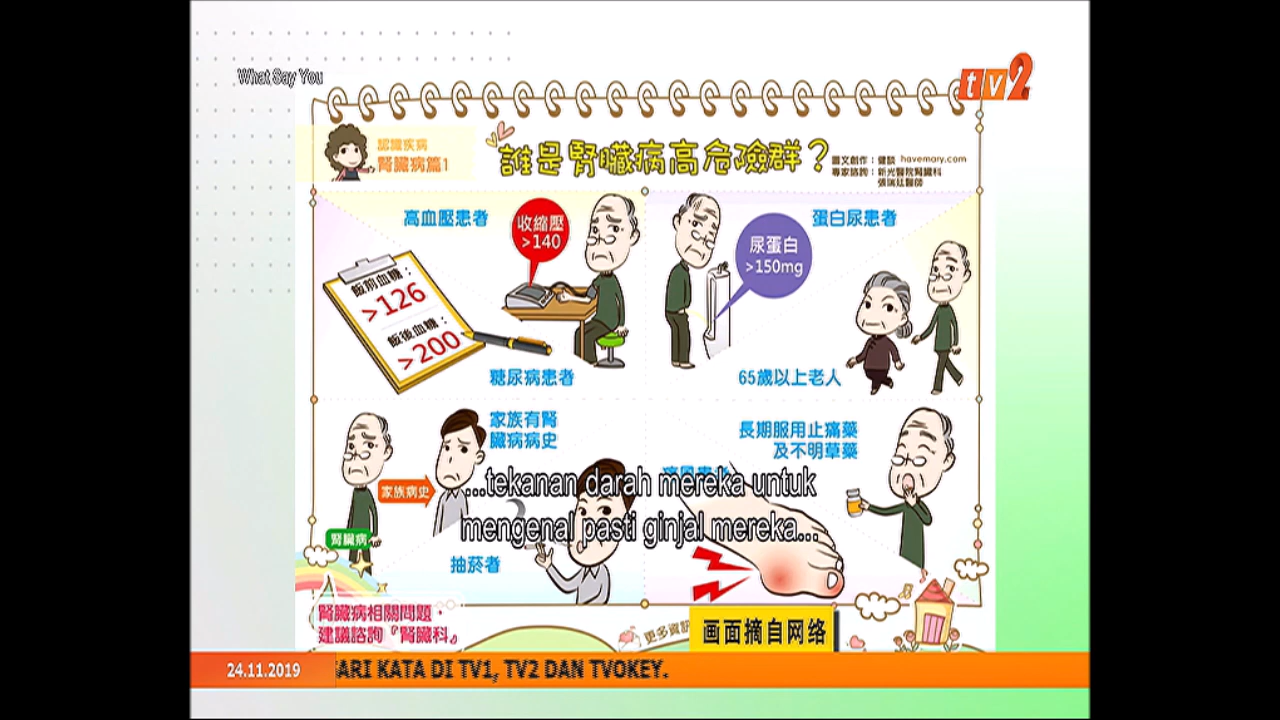 What Say You
tv2
認識疾病
腎臟病篇1
誰是腎臟病高危險群？
圖文創作：健談 havemary.com
專家諮詢：新光醫院腎臟科
高血壓患者
收縮壓
>140
飯前血糖：
>126
飯後血糖：
>200
糖尿病患者
蛋白尿患者
尿蛋白
>150mg
65歲以上老人
家族有腎
臟病病史
家族病史
腎臟病
抽菸者
長期服用止痛藥
及不明草藥
...tekanan darah mereka untuk
mengenal pasti ginjal mereka...
腎臟病相關問題，
建議諮詢『腎臟科』
更多資訊
画面摘自网络
24.11.2019
ARI KATA DI TV1, TV2 DAN TVOKEY.